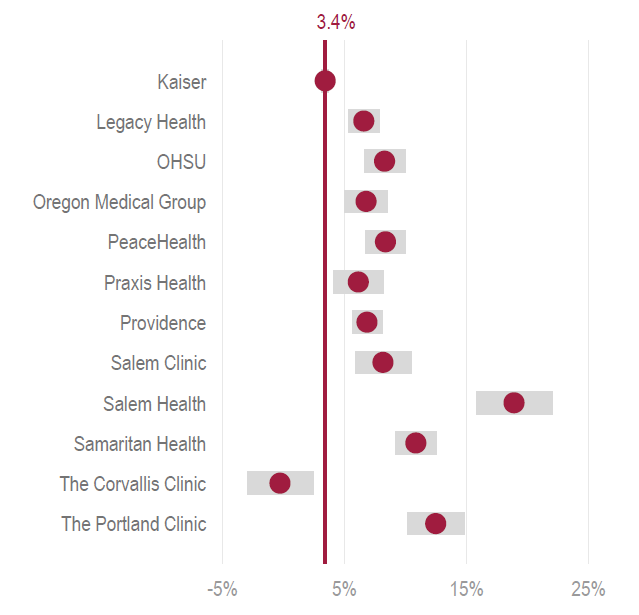 3.4%
Kaiser
Legacy Health
OHSU
Oregon Medical Group
PeaceHealth
Praxis Health
Providence
Salem Clinic
Salem Health
Samaritan Health
The Corvallis Clinic
The Portland Clinic
-5% 5% 15% 25%